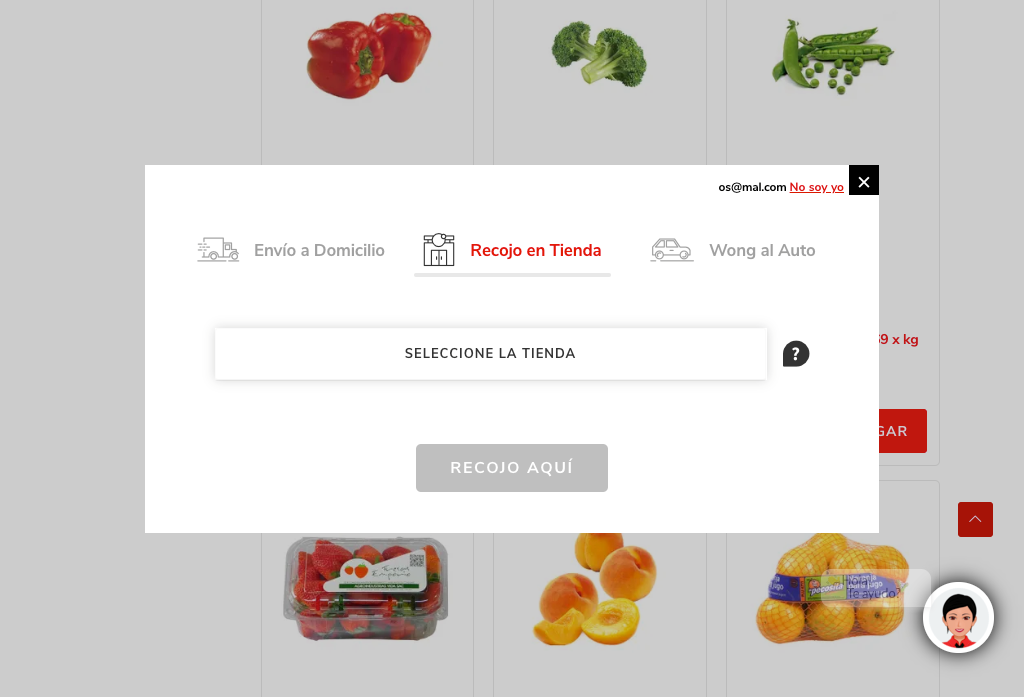 os@mal.com No soy yo
Envío a Domicilio
Recojo en Tienda
Wong al Auto
SELECCIONE LA TIENDA
?
9 x kg
GAR
RECOJO AQUÍ
Te ayudo?